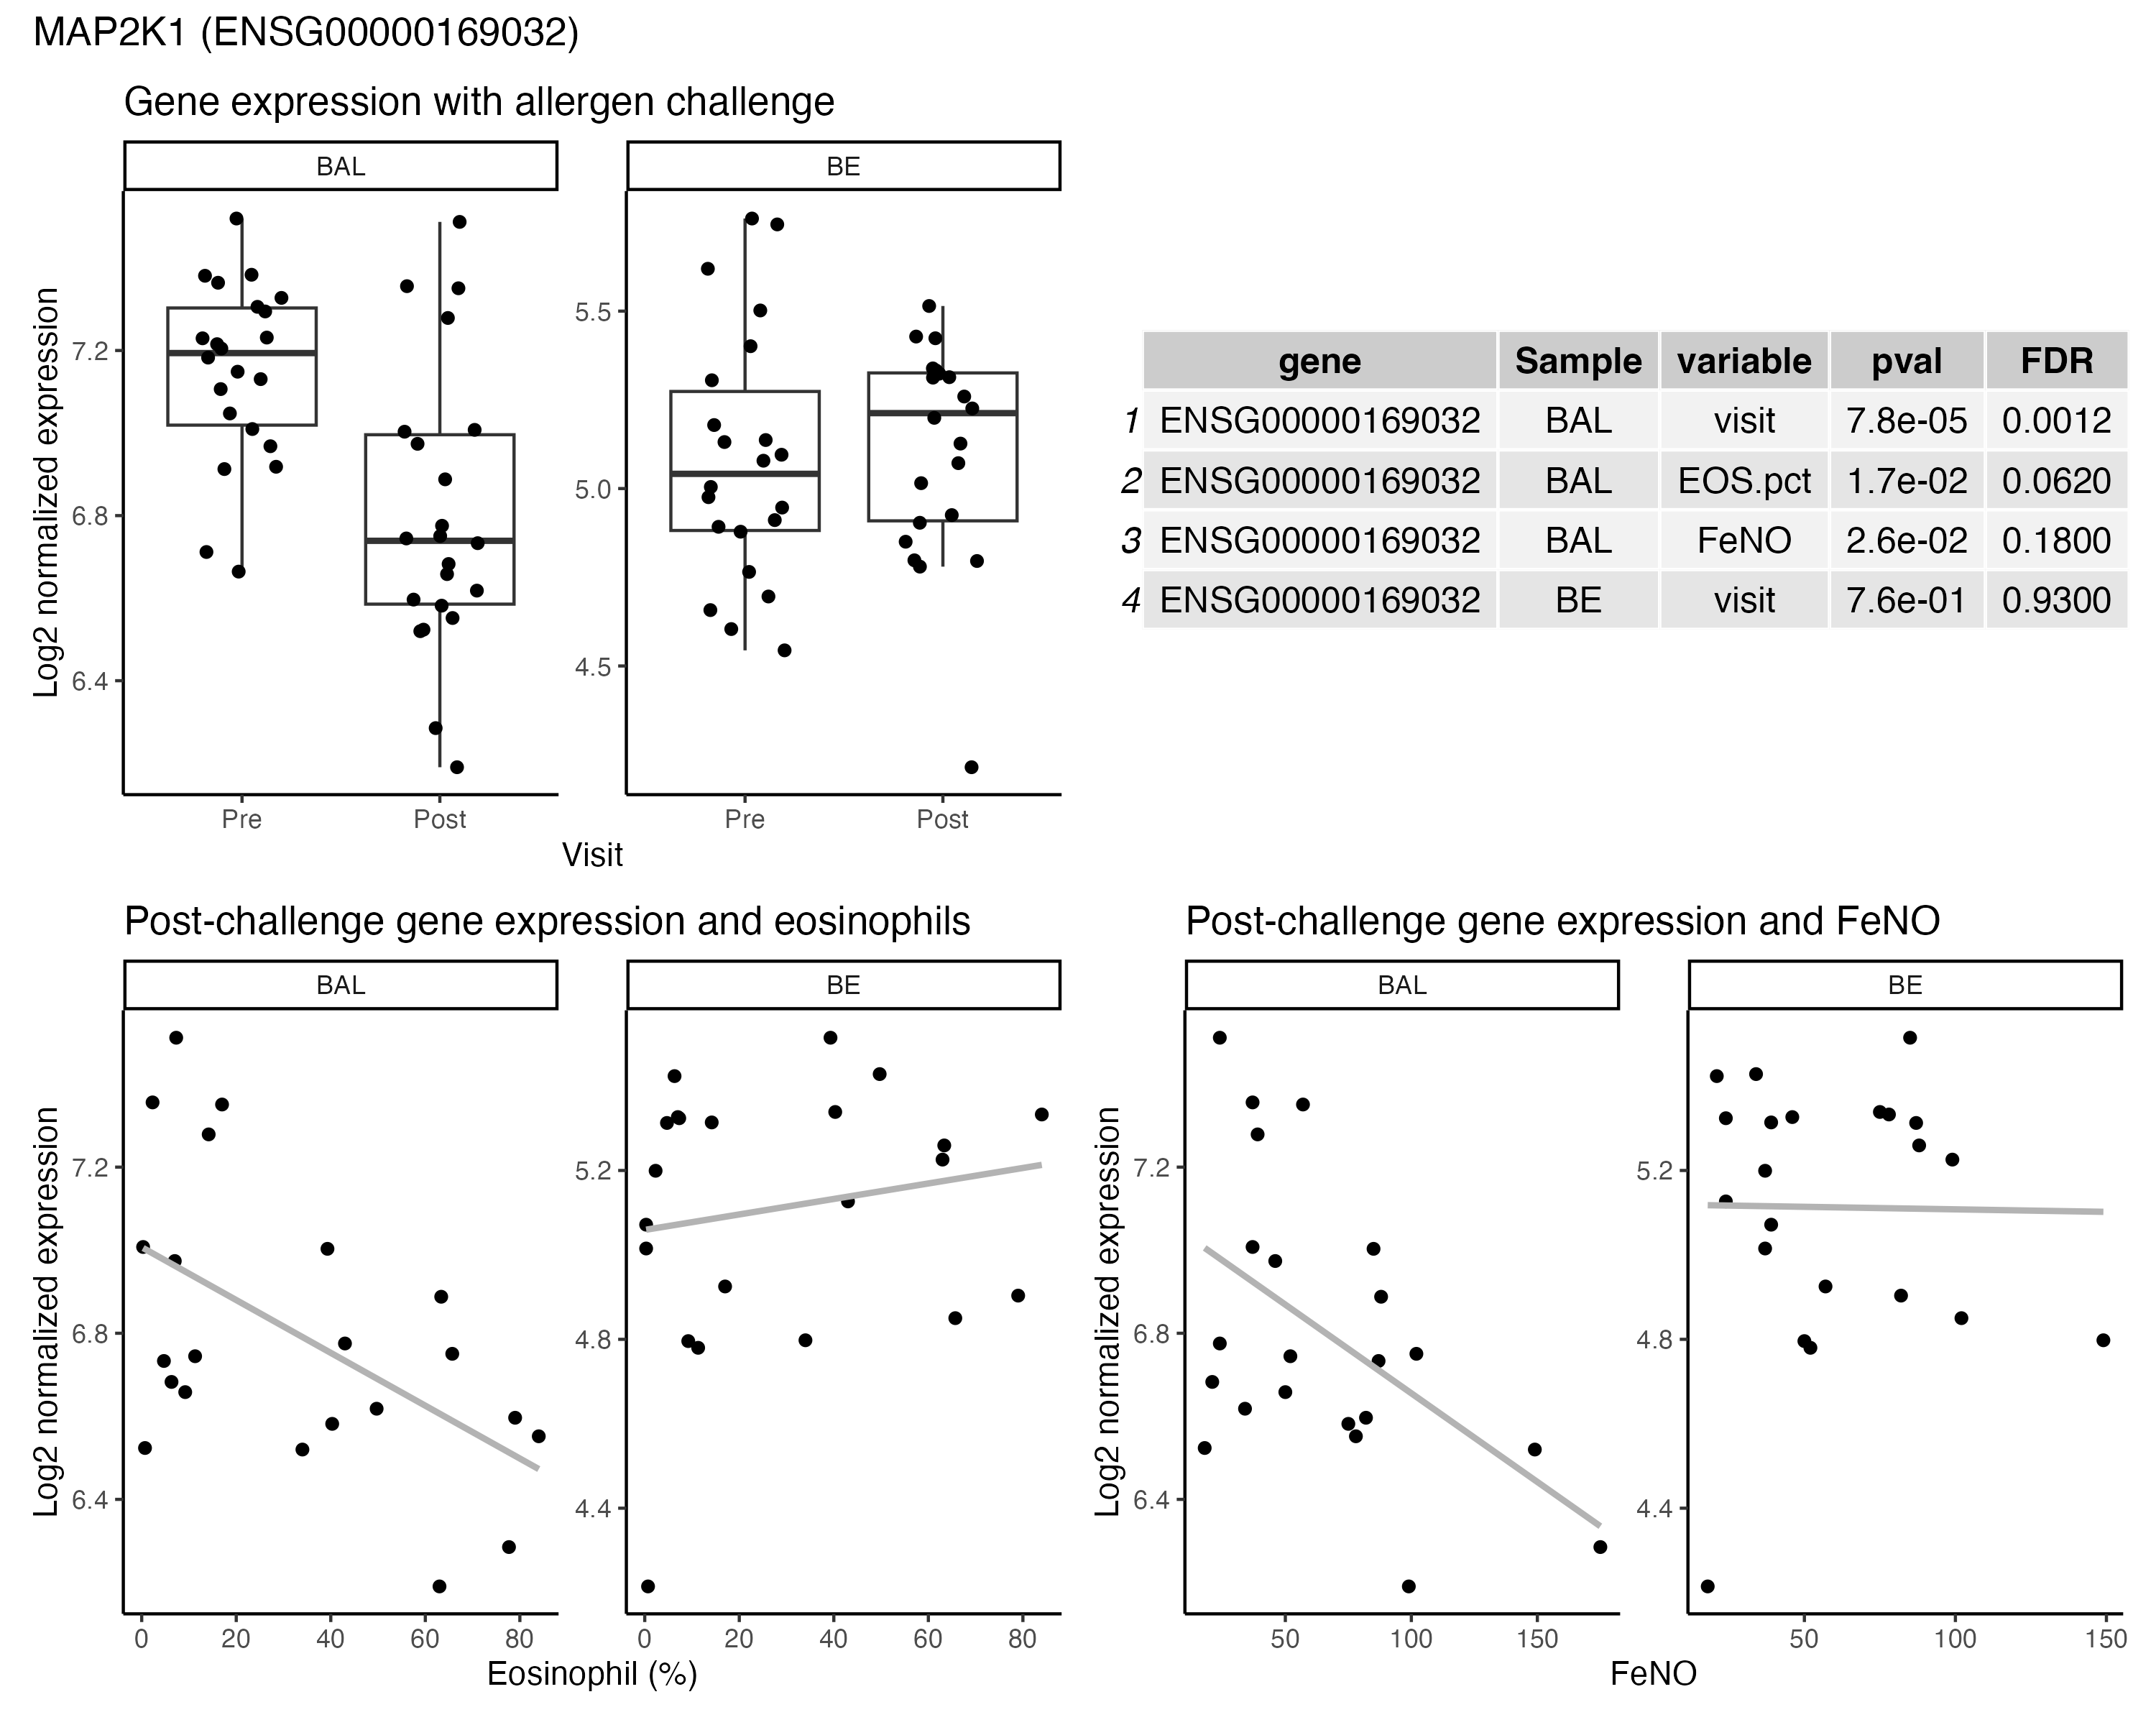 MAP2K1 (ENSG00000169032)
Gene expression with allergen challenge
BAL
BE
Log2 normalized expression
7.2
6.8
6.4
5.5
5.0
4.5
Pre
Post
Pre
Post
Visit
gene Sample variable pval FDR
1 ENSG00000169032 BAL visit 7.8e-05 0.0012
2 ENSG00000169032 BAL EOS.pct 1.7e-02 0.0620
3 ENSG00000169032 BAL FeNO 2.6e-02 0.1800
4 ENSG00000169032 BE visit 7.6e-01 0.9300
Post-challenge gene expression and eosinophils
BAL
BE
Log2 normalized expression
7.2
6.8
6.4
5.2
4.8
4.4
0 20 40 60 80
0 20 40 60 80
Eosinophil (%)
Post-challenge gene expression and FeNO
BAL
BE
Log2 normalized expression
7.2
6.8
6.4
5.2
4.8
4.4
50 100 150
50 100 150
FeNO